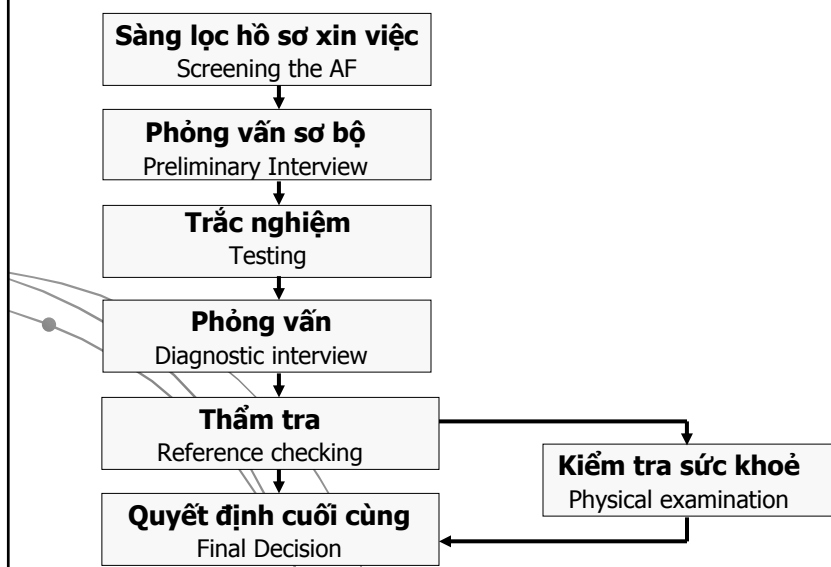 Sàng lọc hồ sơ xin việc
Screening the AF
Phỏng vấn sơ bộ
Preliminary Interview
Trắc nghiệm
Testing
Phỏng vấn
Diagnostic interview
Thẩm tra
Reference checking
Kiểm tra sức khoẻ
Physical examination
Quyết định cuối cùng
Final Decision